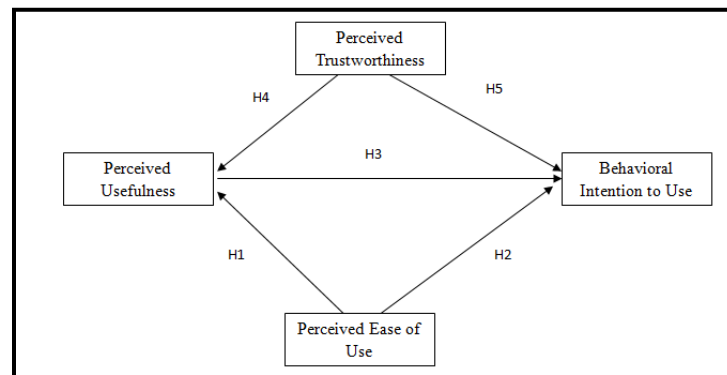 Perceived
Trustworthiness
H4
H5
H3
Perceived
Usefulness
Behavioral
Intention to Use
H1
H2
Perceived Ease of
Use